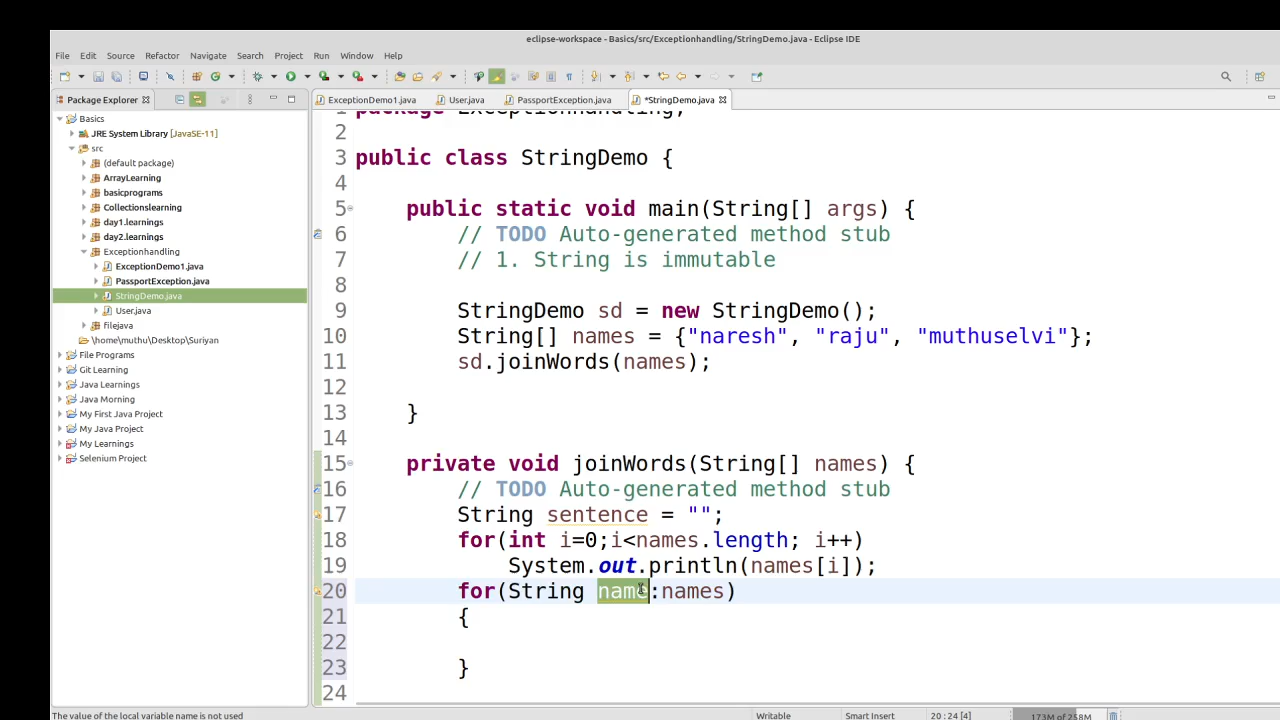 eclipse-workspace - Basics/src/Exceptionhandling/StringDemo.java - Eclipse IDE
File Edit Source Refactor Navigate Search Project Run Window Help
Package Explorer
ExceptionDemo1.java User.java PassportException.java *StringDemo.java
Basics
JRE System Library [JavaSE-11]
src
(default package)
ArrayLearning
basicprograms
Collectionslearning
day1.learnings
day2.learnings
Exceptionhandling
ExceptionDemo1.java
PassportException.java
StringDemo.java
User.java
filejava
\home\muthu\Desktop\Suriyan
File Programs
Git Learning
Java Learnings
Java Morning
My First Java Project
My Java Project
My Learnings
Selenium Project
1 package Exceptionhandling;
2
3 public class StringDemo {
4
5 public static void main(String[] args) {
6 // TODO Auto-generated method stub
7 // 1. String is immutable
8
9 StringDemo sd = new StringDemo();
10 String[] names = {"naresh", "raju", "muthuselvi"};
11 sd.joinWords(names);
12
13 }
14
15 private void joinWords(String[] names) {
16 // TODO Auto-generated method stub
17 String sentence = "";
18 for(int i=0;i<names.length; i++)
19 System.out.println(names[i]);
20 for(String name:names)
21 {
22
23 }
24
The value of the local variable name is not used Writable Smart Insert 20 : 24 [4] 173M of 258M